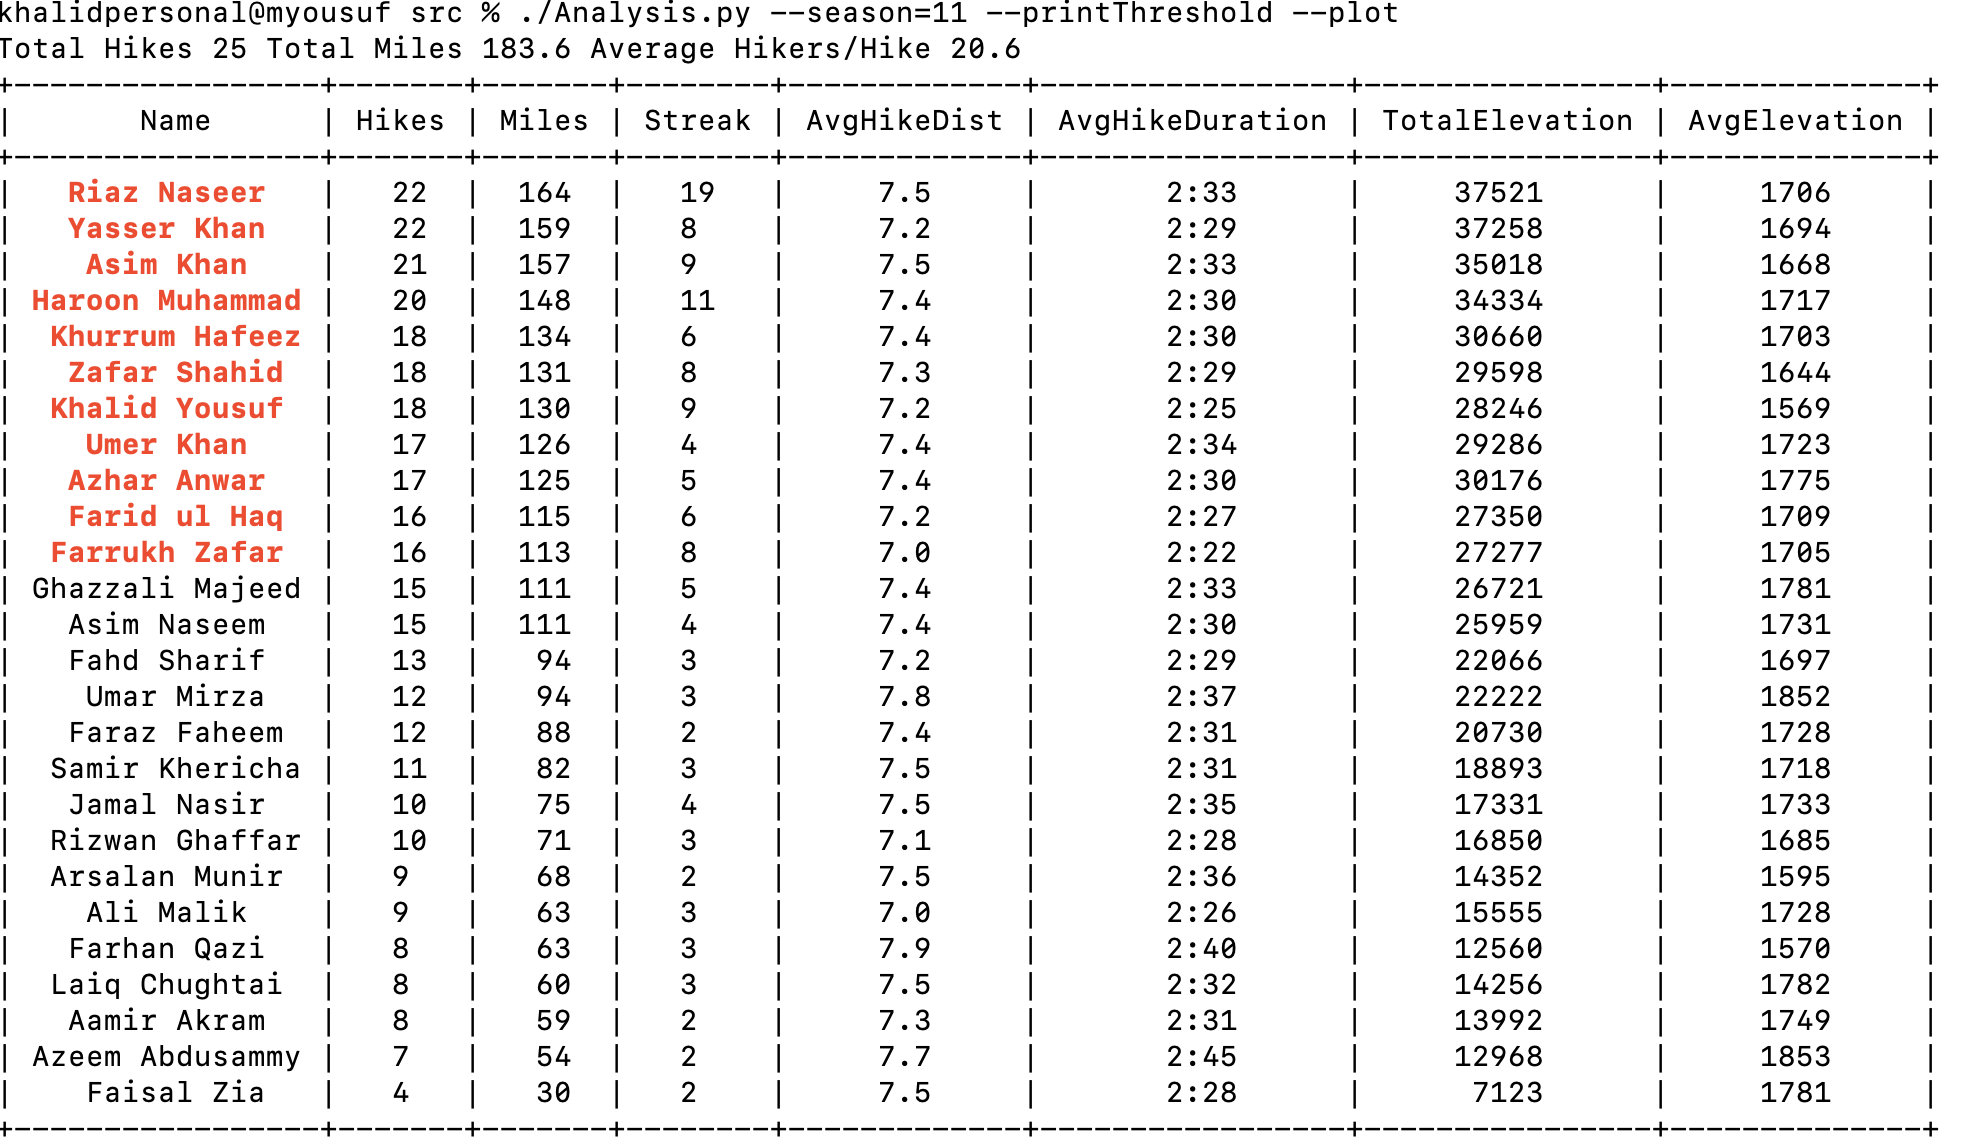 khalidpersonal@myousuf src % ./Analysis.py --season=11 --printThreshold --plot
Total Hikes 25 Total Miles 183.6 Average Hikers/Hike 20.6
+-----------------+-------+-------+--------+-------------+-----------------+----------------+--------------+
| Name | Hikes | Miles | Streak | AvgHikeDist | AvgHikeDuration | TotalElevation | AvgElevation |
+-----------------+-------+-------+--------+-------------+-----------------+----------------+--------------+
| Riaz Naseer | 22 | 164 | 19 | 7.5 | 2:33 | 37521 | 1706 |
| Yasser Khan | 22 | 159 | 8 | 7.2 | 2:29 | 37258 | 1694 |
| Asim Khan | 21 | 157 | 9 | 7.5 | 2:33 | 35018 | 1668 |
| Haroon Muhammad | 20 | 148 | 11 | 7.4 | 2:30 | 34334 | 1717 |
| Khurrum Hafeez | 18 | 134 | 6 | 7.4 | 2:30 | 30660 | 1703 |
| Zafar Shahid | 18 | 131 | 8 | 7.3 | 2:29 | 29598 | 1644 |
| Khalid Yousuf | 18 | 130 | 9 | 7.2 | 2:25 | 28246 | 1569 |
| Umer Khan | 17 | 126 | 4 | 7.4 | 2:34 | 29286 | 1723 |
| Azhar Anwar | 17 | 125 | 5 | 7.4 | 2:30 | 30176 | 1775 |
| Farid ul Haq | 16 | 115 | 6 | 7.2 | 2:27 | 27350 | 1709 |
| Farrukh Zafar | 16 | 113 | 8 | 7.0 | 2:22 | 27277 | 1705 |
| Ghazzali Majeed | 15 | 111 | 5 | 7.4 | 2:33 | 26721 | 1781 |
| Asim Naseem | 15 | 111 | 4 | 7.4 | 2:30 | 25959 | 1731 |
| Fahd Sharif | 13 | 94 | 3 | 7.2 | 2:29 | 22066 | 1697 |
| Umar Mirza | 12 | 94 | 3 | 7.8 | 2:37 | 22222 | 1852 |
| Faraz Faheem | 12 | 88 | 2 | 7.4 | 2:31 | 20730 | 1728 |
| Samir Khericha | 11 | 82 | 3 | 7.5 | 2:31 | 18893 | 1718 |
| Jamal Nasir | 10 | 75 | 4 | 7.5 | 2:35 | 17331 | 1733 |
| Rizwan Ghaffar | 10 | 71 | 3 | 7.1 | 2:28 | 16850 | 1685 |
| Arsalan Munir | 9 | 68 | 2 | 7.5 | 2:36 | 14352 | 1595 |
| Ali Malik | 9 | 63 | 3 | 7.0 | 2:26 | 15555 | 1728 |
| Farhan Qazi | 8 | 63 | 3 | 7.9 | 2:40 | 12560 | 1570 |
| Laiq Chughtai | 8 | 60 | 3 | 7.5 | 2:32 | 14256 | 1782 |
| Aamir Akram | 8 | 59 | 2 | 7.3 | 2:31 | 13992 | 1749 |
| Azeem Abdusammy | 7 | 54 | 2 | 7.7 | 2:45 | 12968 | 1853 |
| Faisal Zia | 4 | 30 | 2 | 7.5 | 2:28 | 7123 | 1781 |
+-----------------+-------+-------+--------+-------------+-----------------+----------------+--------------+